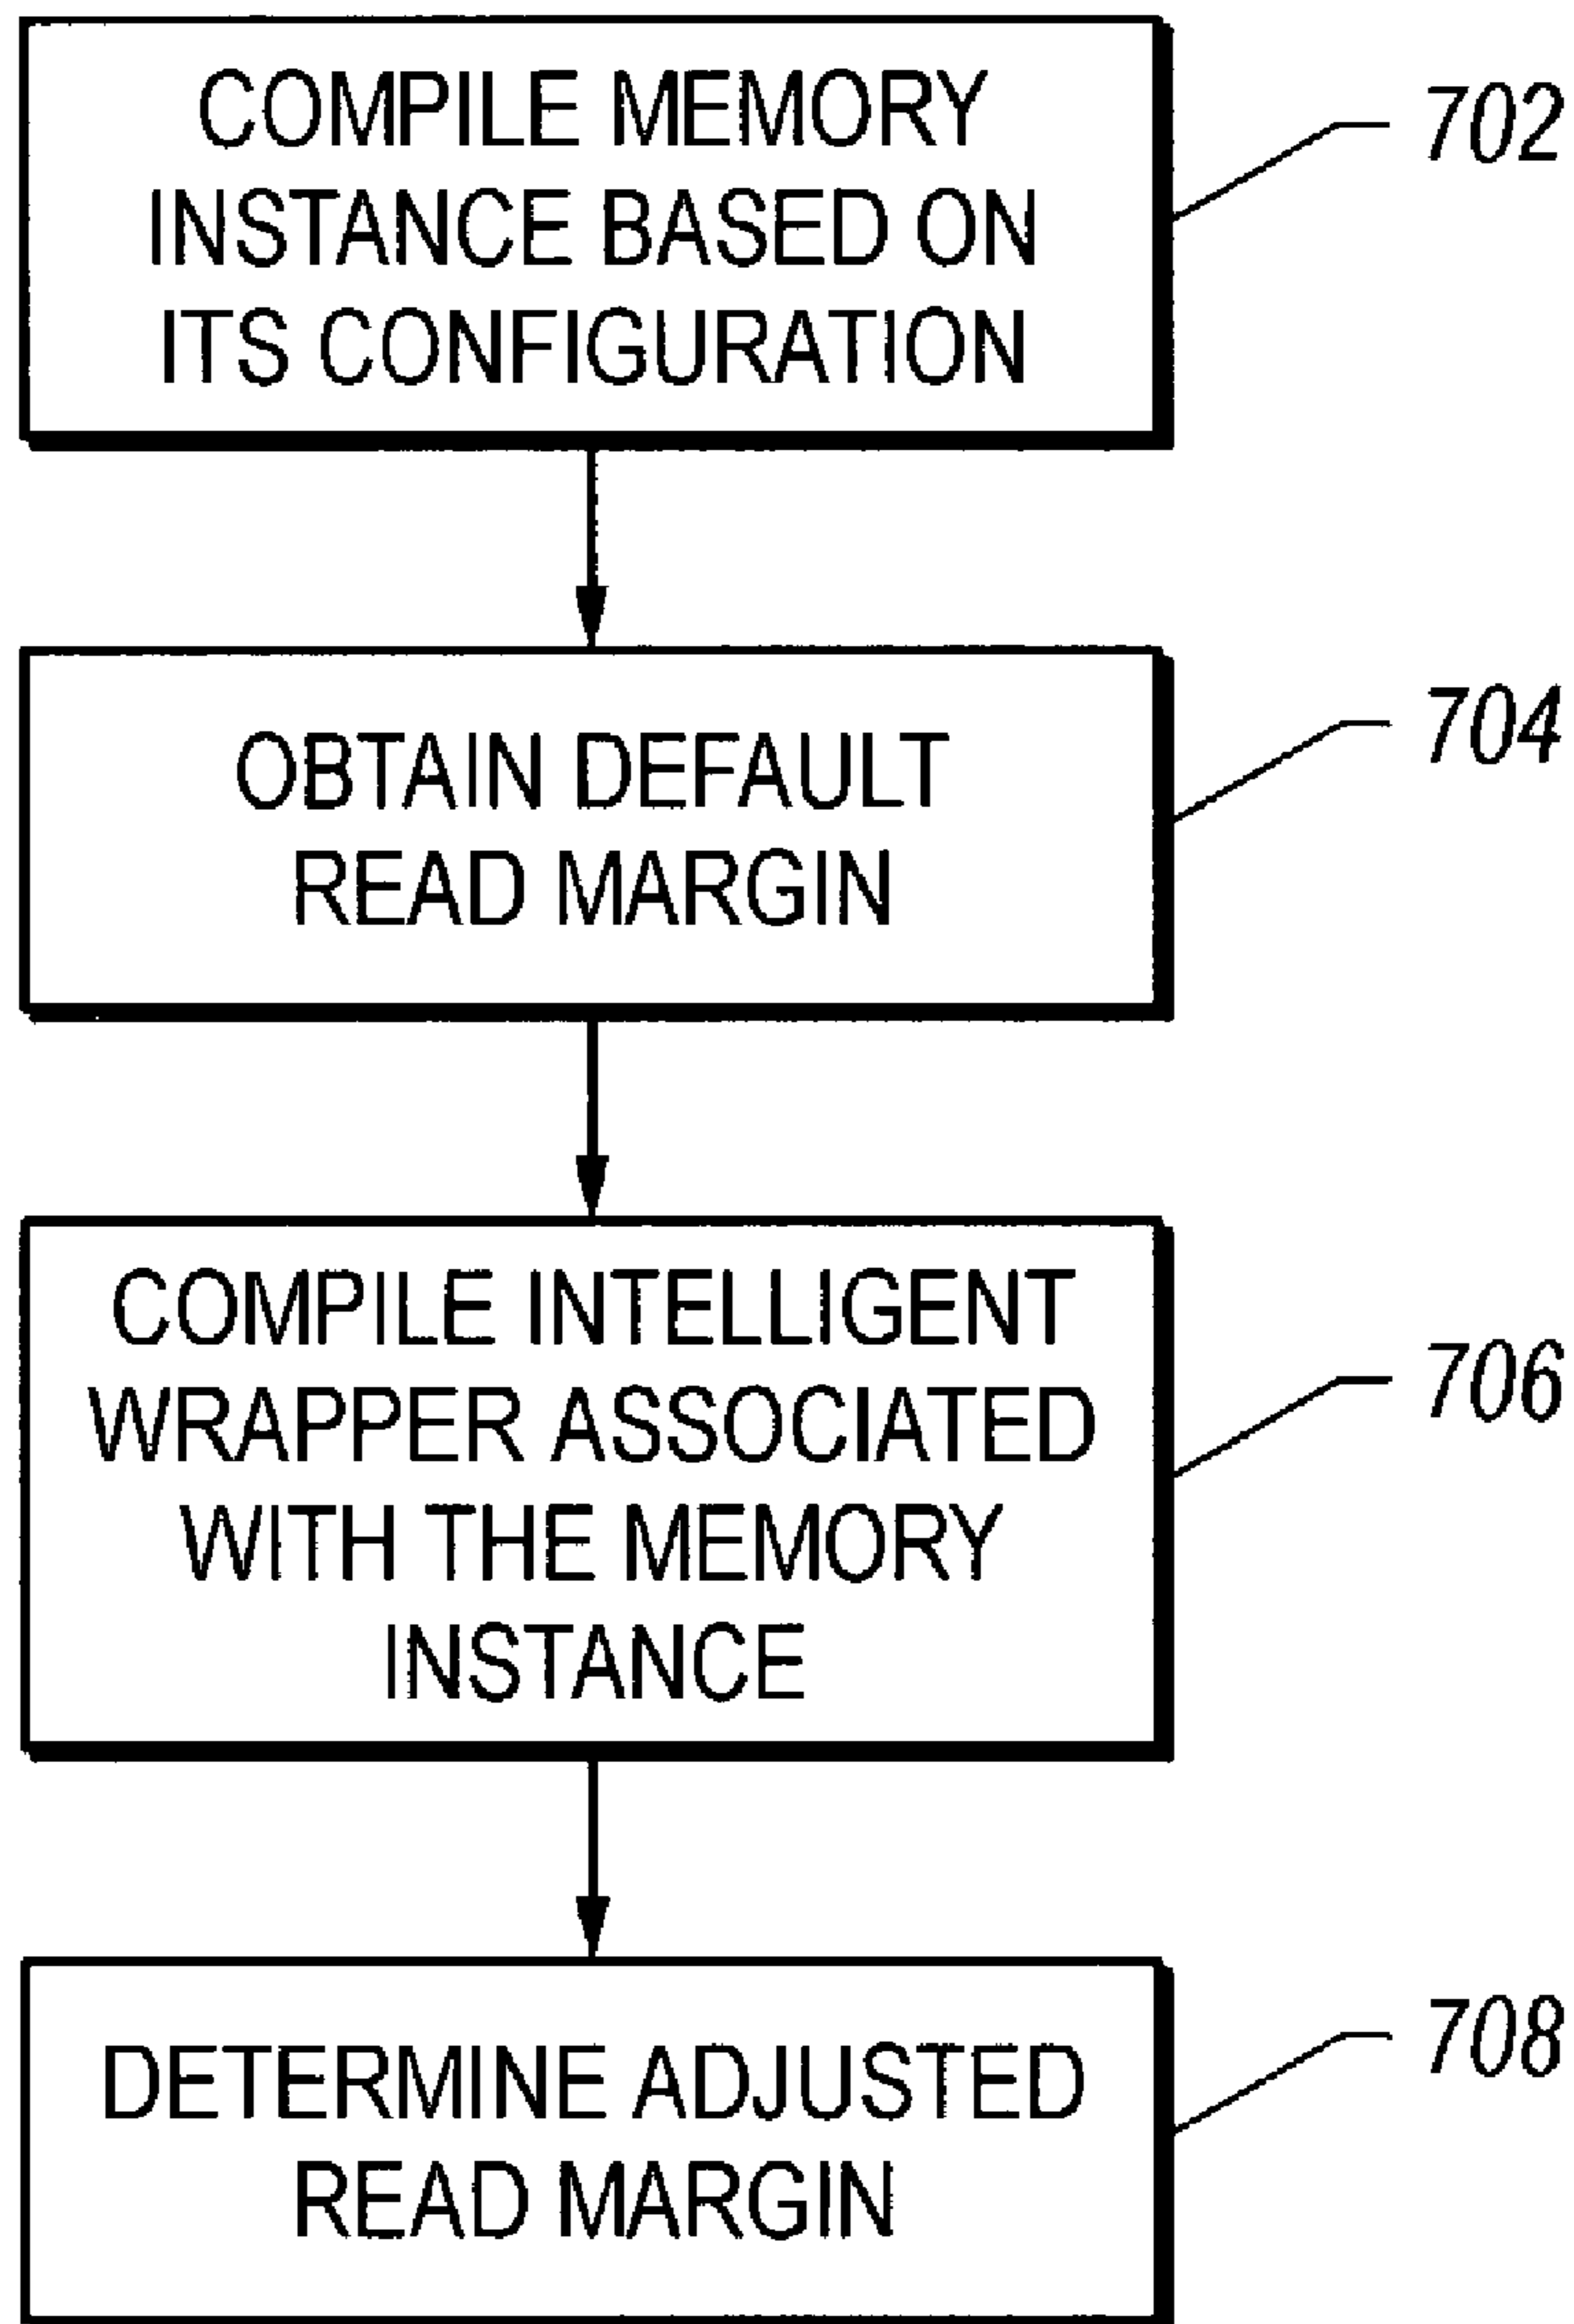 COMPILE MEMORY
INSTANCE BASED ON
ITS CONFIGURATION
702
OBTAIN DEFAULT
READ MARGIN
704
COMPILE INTELLIGENT
WRAPPER ASSOCIATED
WITH THE MEMORY
INSTANCE
706
DETERMINE ADJUSTED
READ MARGIN
708